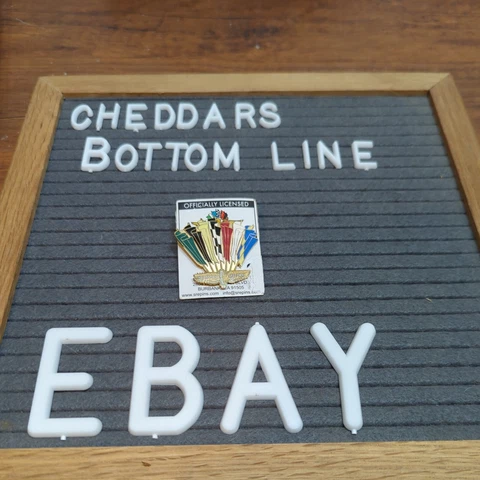 CHEDDARS
BOTTOM LINE
OFFICIALLY LICENSED
EBAY